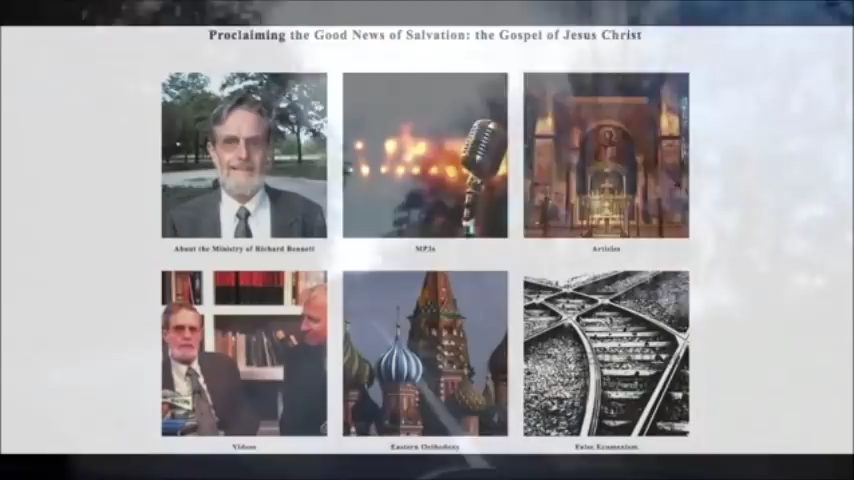 Proclaiming the Good News of Salvation: the Gospel of Jesus Christ
About the Ministry of Richard Bennett
MP3s
Articles
Videos
Eastern Orthodoxy
False Ecumenism